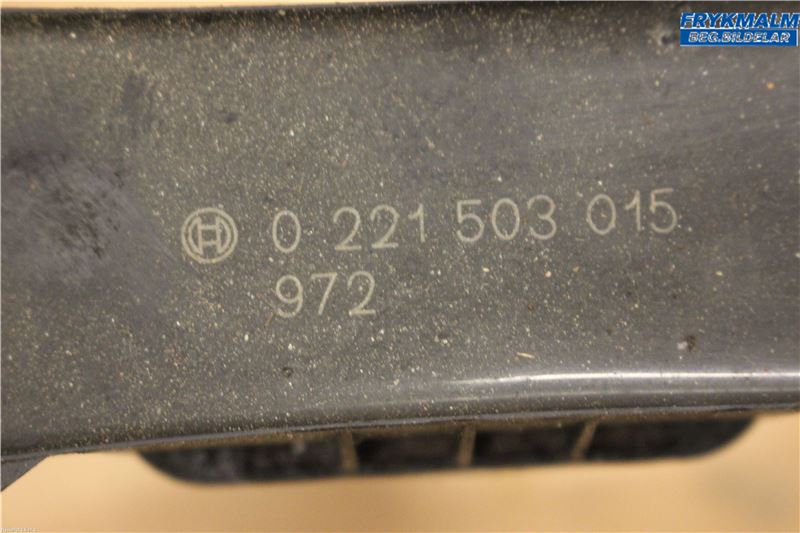 FRYKMALM
BEG.BILDELAR
0 221 503 015
972